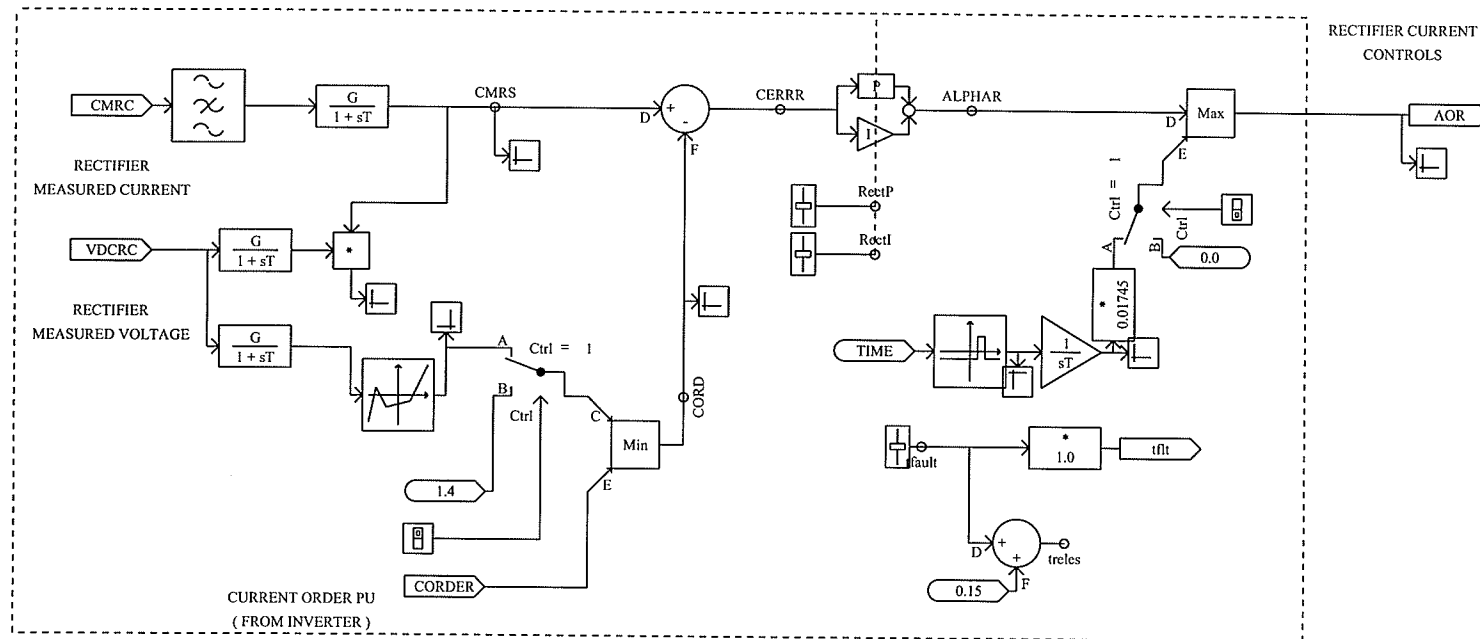 RECTIFIER CURRENT
CONTROLS
CMRC
G
1 + sT
CMRS
D
+
-
F
CERRR
P
I
ALPHAR
D
Max
E
AOR
RECTIFIER
MEASURED CURRENT
Ctrl = 1
RectP
RectI
Ctrl
A
B
0.0
VDCRC
G
1 + sT
*
RECTIFIER
MEASURED VOLTAGE
G
1 + sT
A
Ctrl = 1
B
Ctrl
C
Min
E
CORD
1.4
CORDER
CURRENT ORDER PU
( FROM INVERTER )
*
0.01745
TIME
1
sT
tfault
*
1.0
tflt
D
+
+
F
treles
0.15